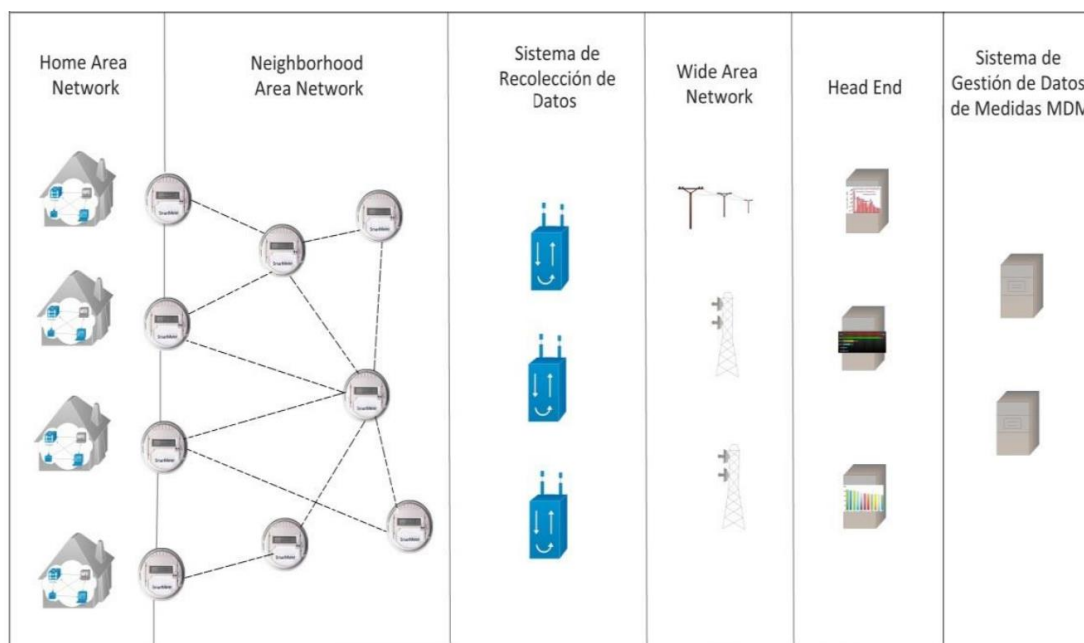 Home Area
Network
Neighborhood
Area Network
Sistema de
Recolección de
Datos
Wide Area
Network
Head End
Sistema de
Gestión de Datos
de Medidas MDM